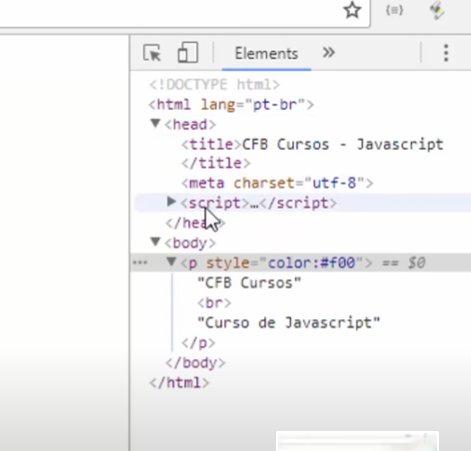 Elements »
<!DOCTYPE html>
<html lang="pt-br">
▼<head>
<title>CFB Cursos - Javascript
</title>
<meta charset="utf-8">
▶<script>…</script>
</head>
▼<body>
▼<p style="color:#f00"> == $0
"CFB Cursos"
<br>
"Curso de Javascript"
</p>
</body>
</html>